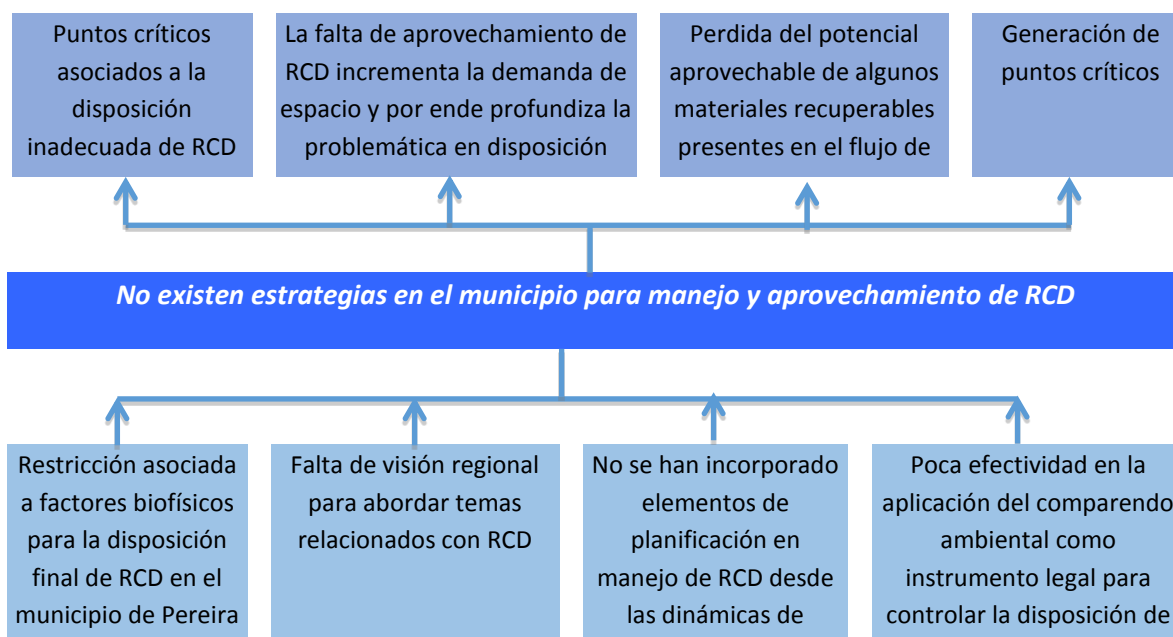 Puntos críticos
asociados a la
disposición
inadecuada de RCD
La falta de aprovechamiento de
RCD incrementa la demanda de
espacio y por ende profundiza la
problemática en disposición
Perdida del potencial
aprovechable de algunos
materiales recuperables
presentes en el flujo de
Generación de
puntos críticos
No existen estrategias en el municipio para manejo y aprovechamiento de RCD
Restricción asociada
a factores biofísicos
para la disposición
final de RCD en el
municipio de Pereira
Falta de visión regional
para abordar temas
relacionados con RCD
No se han incorporado
elementos de
planificación en
manejo de RCD desde
las dinámicas de
Poca efectividad en la
aplicación del comparendo
ambiental como
instrumento legal para
controlar la disposición de